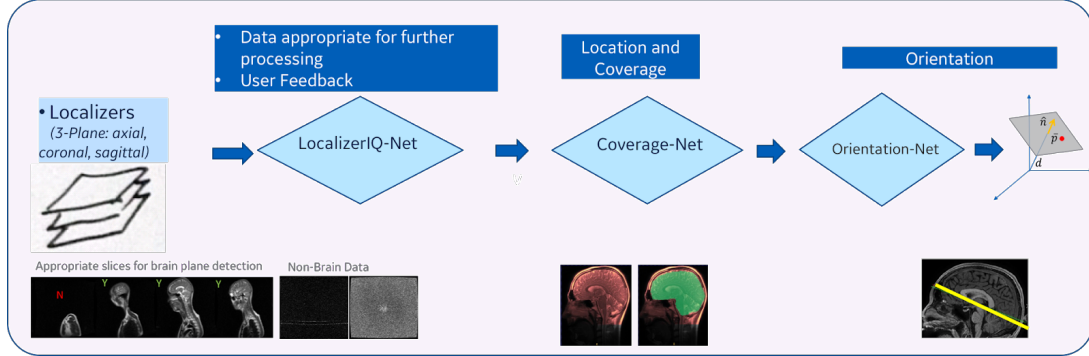 • Data appropriate for further
processing
• User Feedback
Location and
Coverage
Orientation
• Localizers
(3-Plane: axial,
coronal, sagittal)
LocalizerIQ-Net
Coverage-Net
Orientation-Net
n̂
p̄
d
Appropriate slices for brain plane detection
Non-Brain Data
N
Y
Y
Y